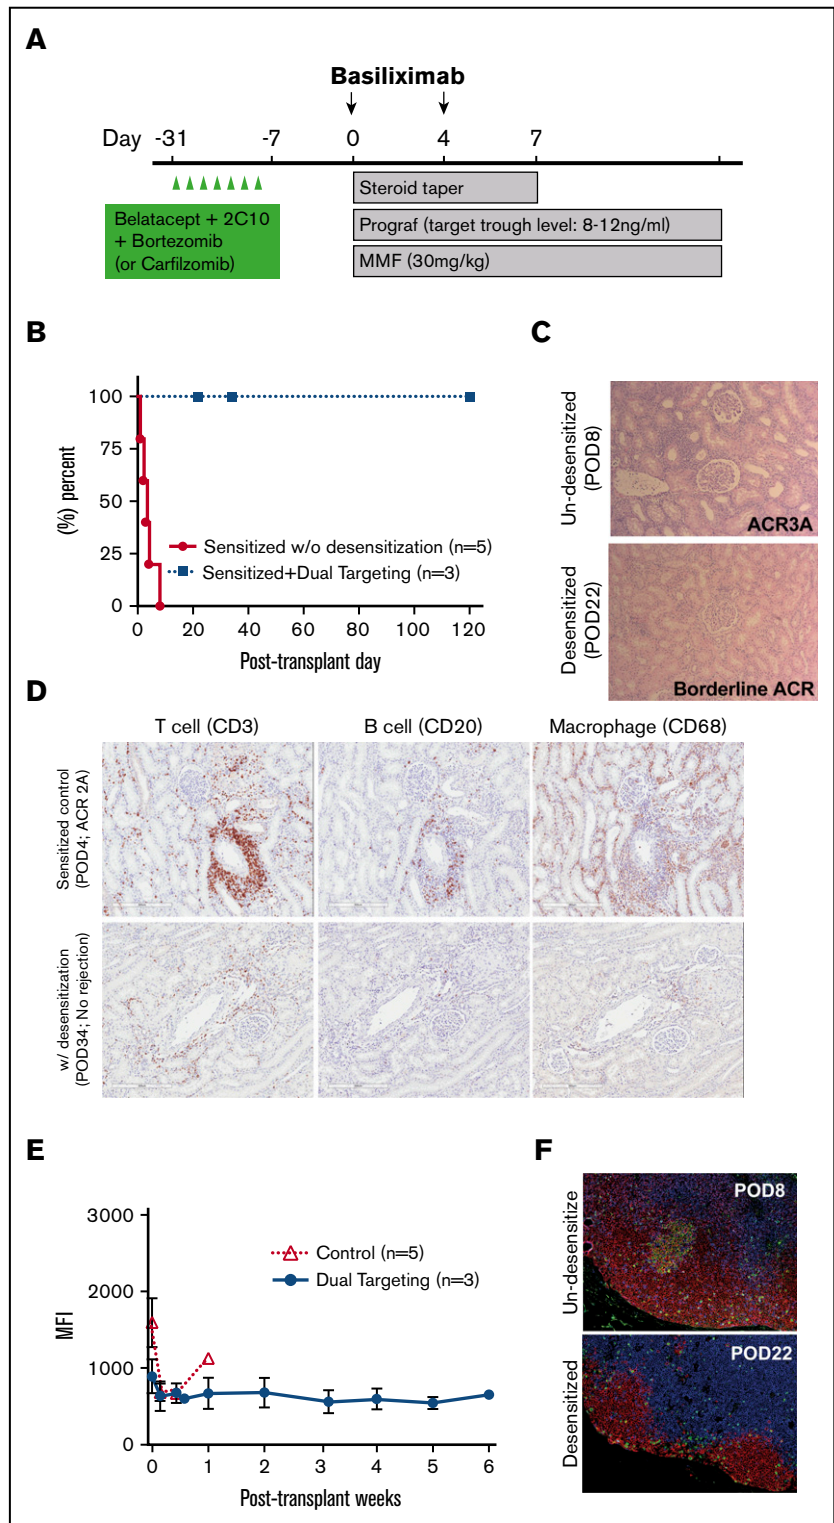 A
Basiliximab
Day -31 -7 0 4 7
Steroid taper
Belatacept + 2C10
+ Bortezomib
(or Carfilzomib)
Prograf (target trough level: 8-12ng/ml)
MMF (30mg/kg)
B
(%) percent
100
75
50
25
0
Sensitized w/o desensitization (n=5)
Sensitized+Dual Targeting (n=3)
0 20 40 60 80 100 120
Post-transplant day
C
Un-desensitized
(POD8)
ACR3A
Desensitized
(POD22)
Borderline ACR
D
T cell (CD3) B cell (CD20) Macrophage (CD68)
Sensitized control
(POD4; ACR 2A)
w/ desensitization
(POD34; No rejection)
E
MFI
3000
2000
1000
0
Control (n=5)
Dual Targeting (n=3)
0 1 2 3 4 5 6
Post-transplant weeks
F
Un-desensitize
POD8
Desensitized
POD22